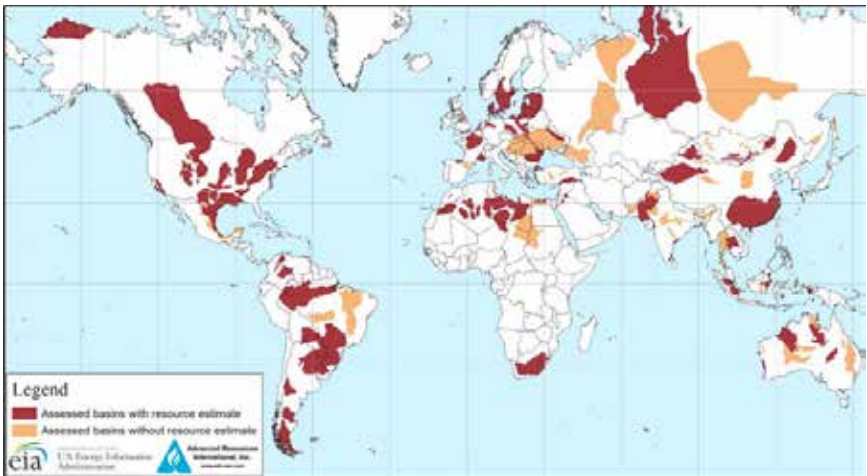 Legend
Assessed basins with resource estimate
Assessed basins without resource estimate
eia
U.S. Energy Information
Administration
Advanced Resources
International, Inc.